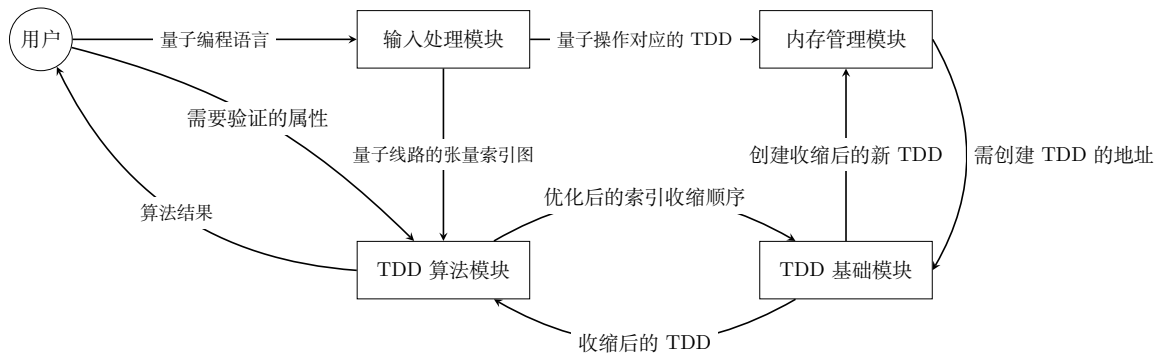 用户
量子编程语言
输入处理模块
量子操作对应的 TDD
内存管理模块
需要验证的属性
量子线路的张量索引图
创建收缩后的新 TDD
需创建 TDD 的地址
算法结果
优化后的索引收缩顺序
TDD 算法模块
TDD 基础模块
收缩后的 TDD